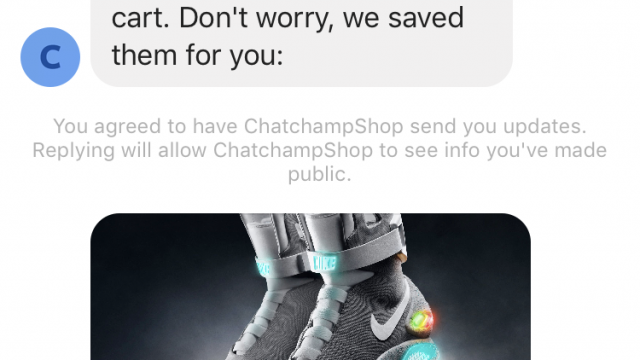 cart. Don't worry, we saved
them for you:
C
You agreed to have ChatchampShop send you updates.
Replying will allow ChatchampShop to see info you've made
public.
NIKE